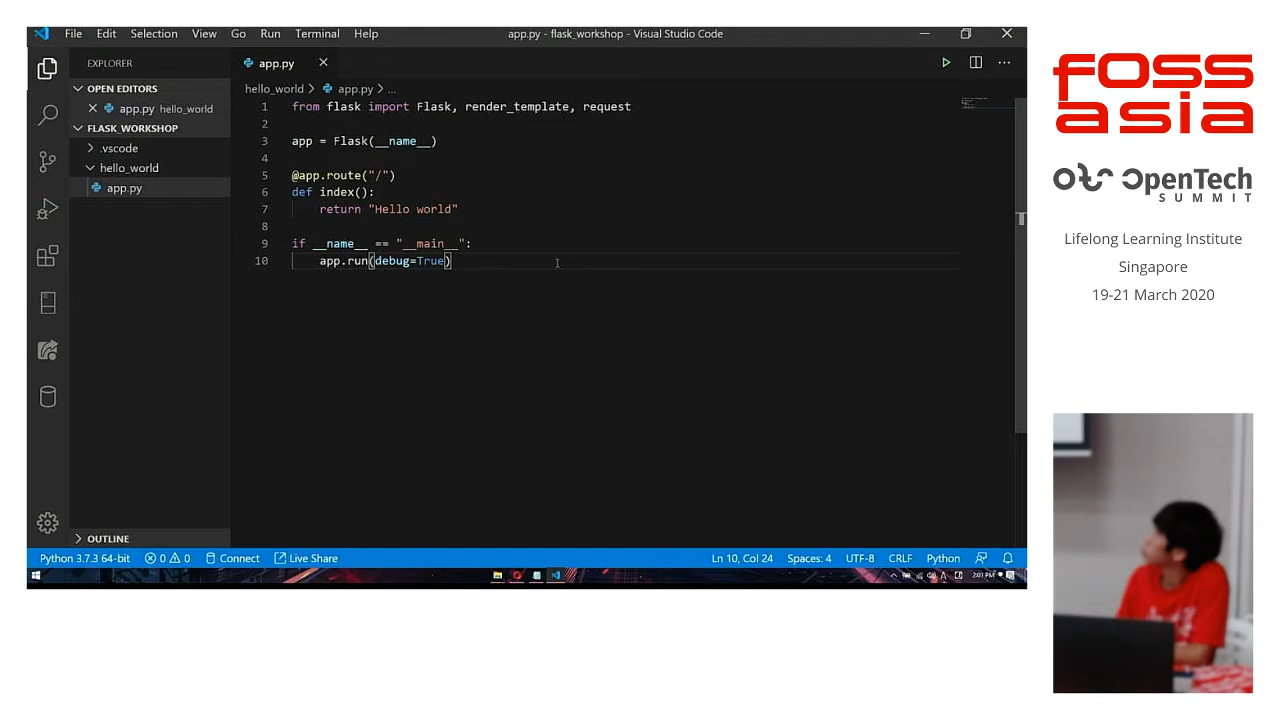 File Edit Selection View Go Run Terminal Help
app.py - flask_workshop - Visual Studio Code
EXPLORER
OPEN EDITORS
app.py hello_world
FLASK_WORKSHOP
.vscode
hello_world
app.py
OUTLINE
app.py
hello_world > app.py > ...
1 from flask import Flask, render_template, request
2
3 app = Flask(__name__)
4
5 @app.route("/")
6 def index():
7 return "Hello world"
8
9 if __name__ == "__main__":
10 app.run(debug=True)
Python 3.7.3 64-bit 0 0 Connect Live Share
Ln 10, Col 24 Spaces: 4 UTF-8 CRLF Python
2:01 PM
foss
asia
OpenTech
SUMMIT
Lifelong Learning Institute
Singapore
19-21 March 2020